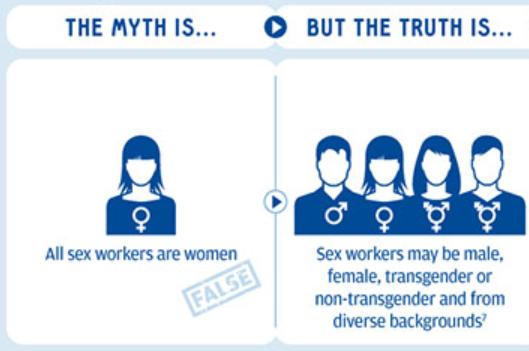 THE MYTH IS...
BUT THE TRUTH IS...
All sex workers are women
FALSE
Sex workers may be male,
female, transgender or
non-transgender and from
diverse backgrounds⁷